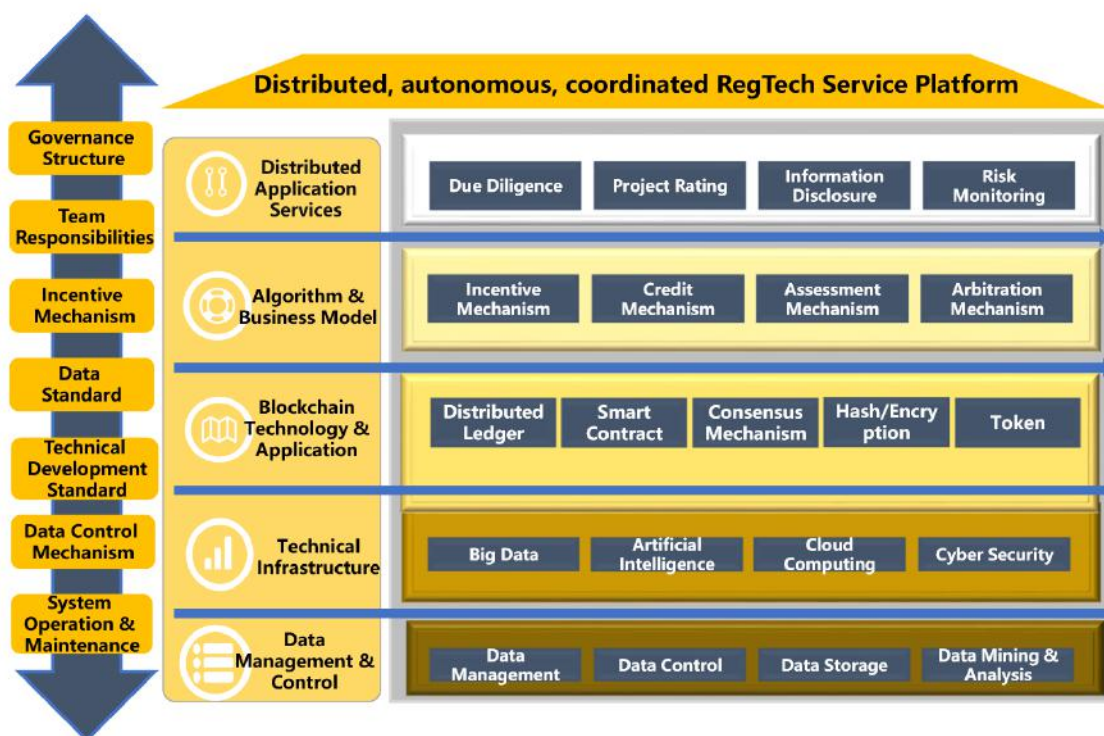 Distributed, autonomous, coordinated RegTech Service Platform
Governance
Structure
Team
Responsibilities
Incentive
Mechanism
Data
Standard
Technical
Development
Standard
Data Control
Mechanism
System
Operation &
Maintenance
Distributed
Application
Services
Due Diligence
Project Rating
Information
Disclosure
Risk
Monitoring
Algorithm &
Business Model
Incentive
Mechanism
Credit
Mechanism
Assessment
Mechanism
Arbitration
Mechanism
Blockchain
Technology &
Application
Distributed
Ledger
Smart
Contract
Consensus
Mechanism
Hash/Encry
ption
Token
Technical
Infrastructure
Big Data
Artificial
Intelligence
Cloud
Computing
Cyber Security
Data
Management &
Control
Data
Management
Data Control
Data Storage
Data Mining &
Analysis